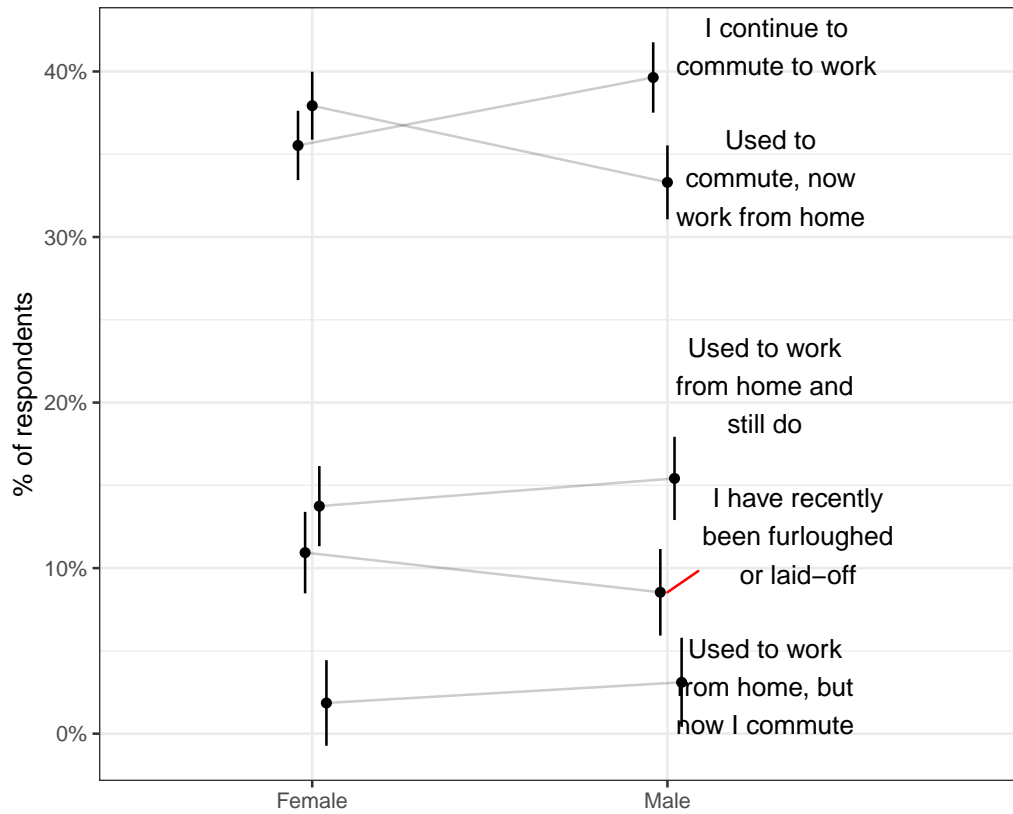 I continue to
commute to work
40%
Used to
commute, now
work from home
30%
% of respondents
Used to work
from home and
still do
20%
I have recently
been furloughed
or laid−off
10%
Used to work
from home, but
now I commute
0%
Female
Male